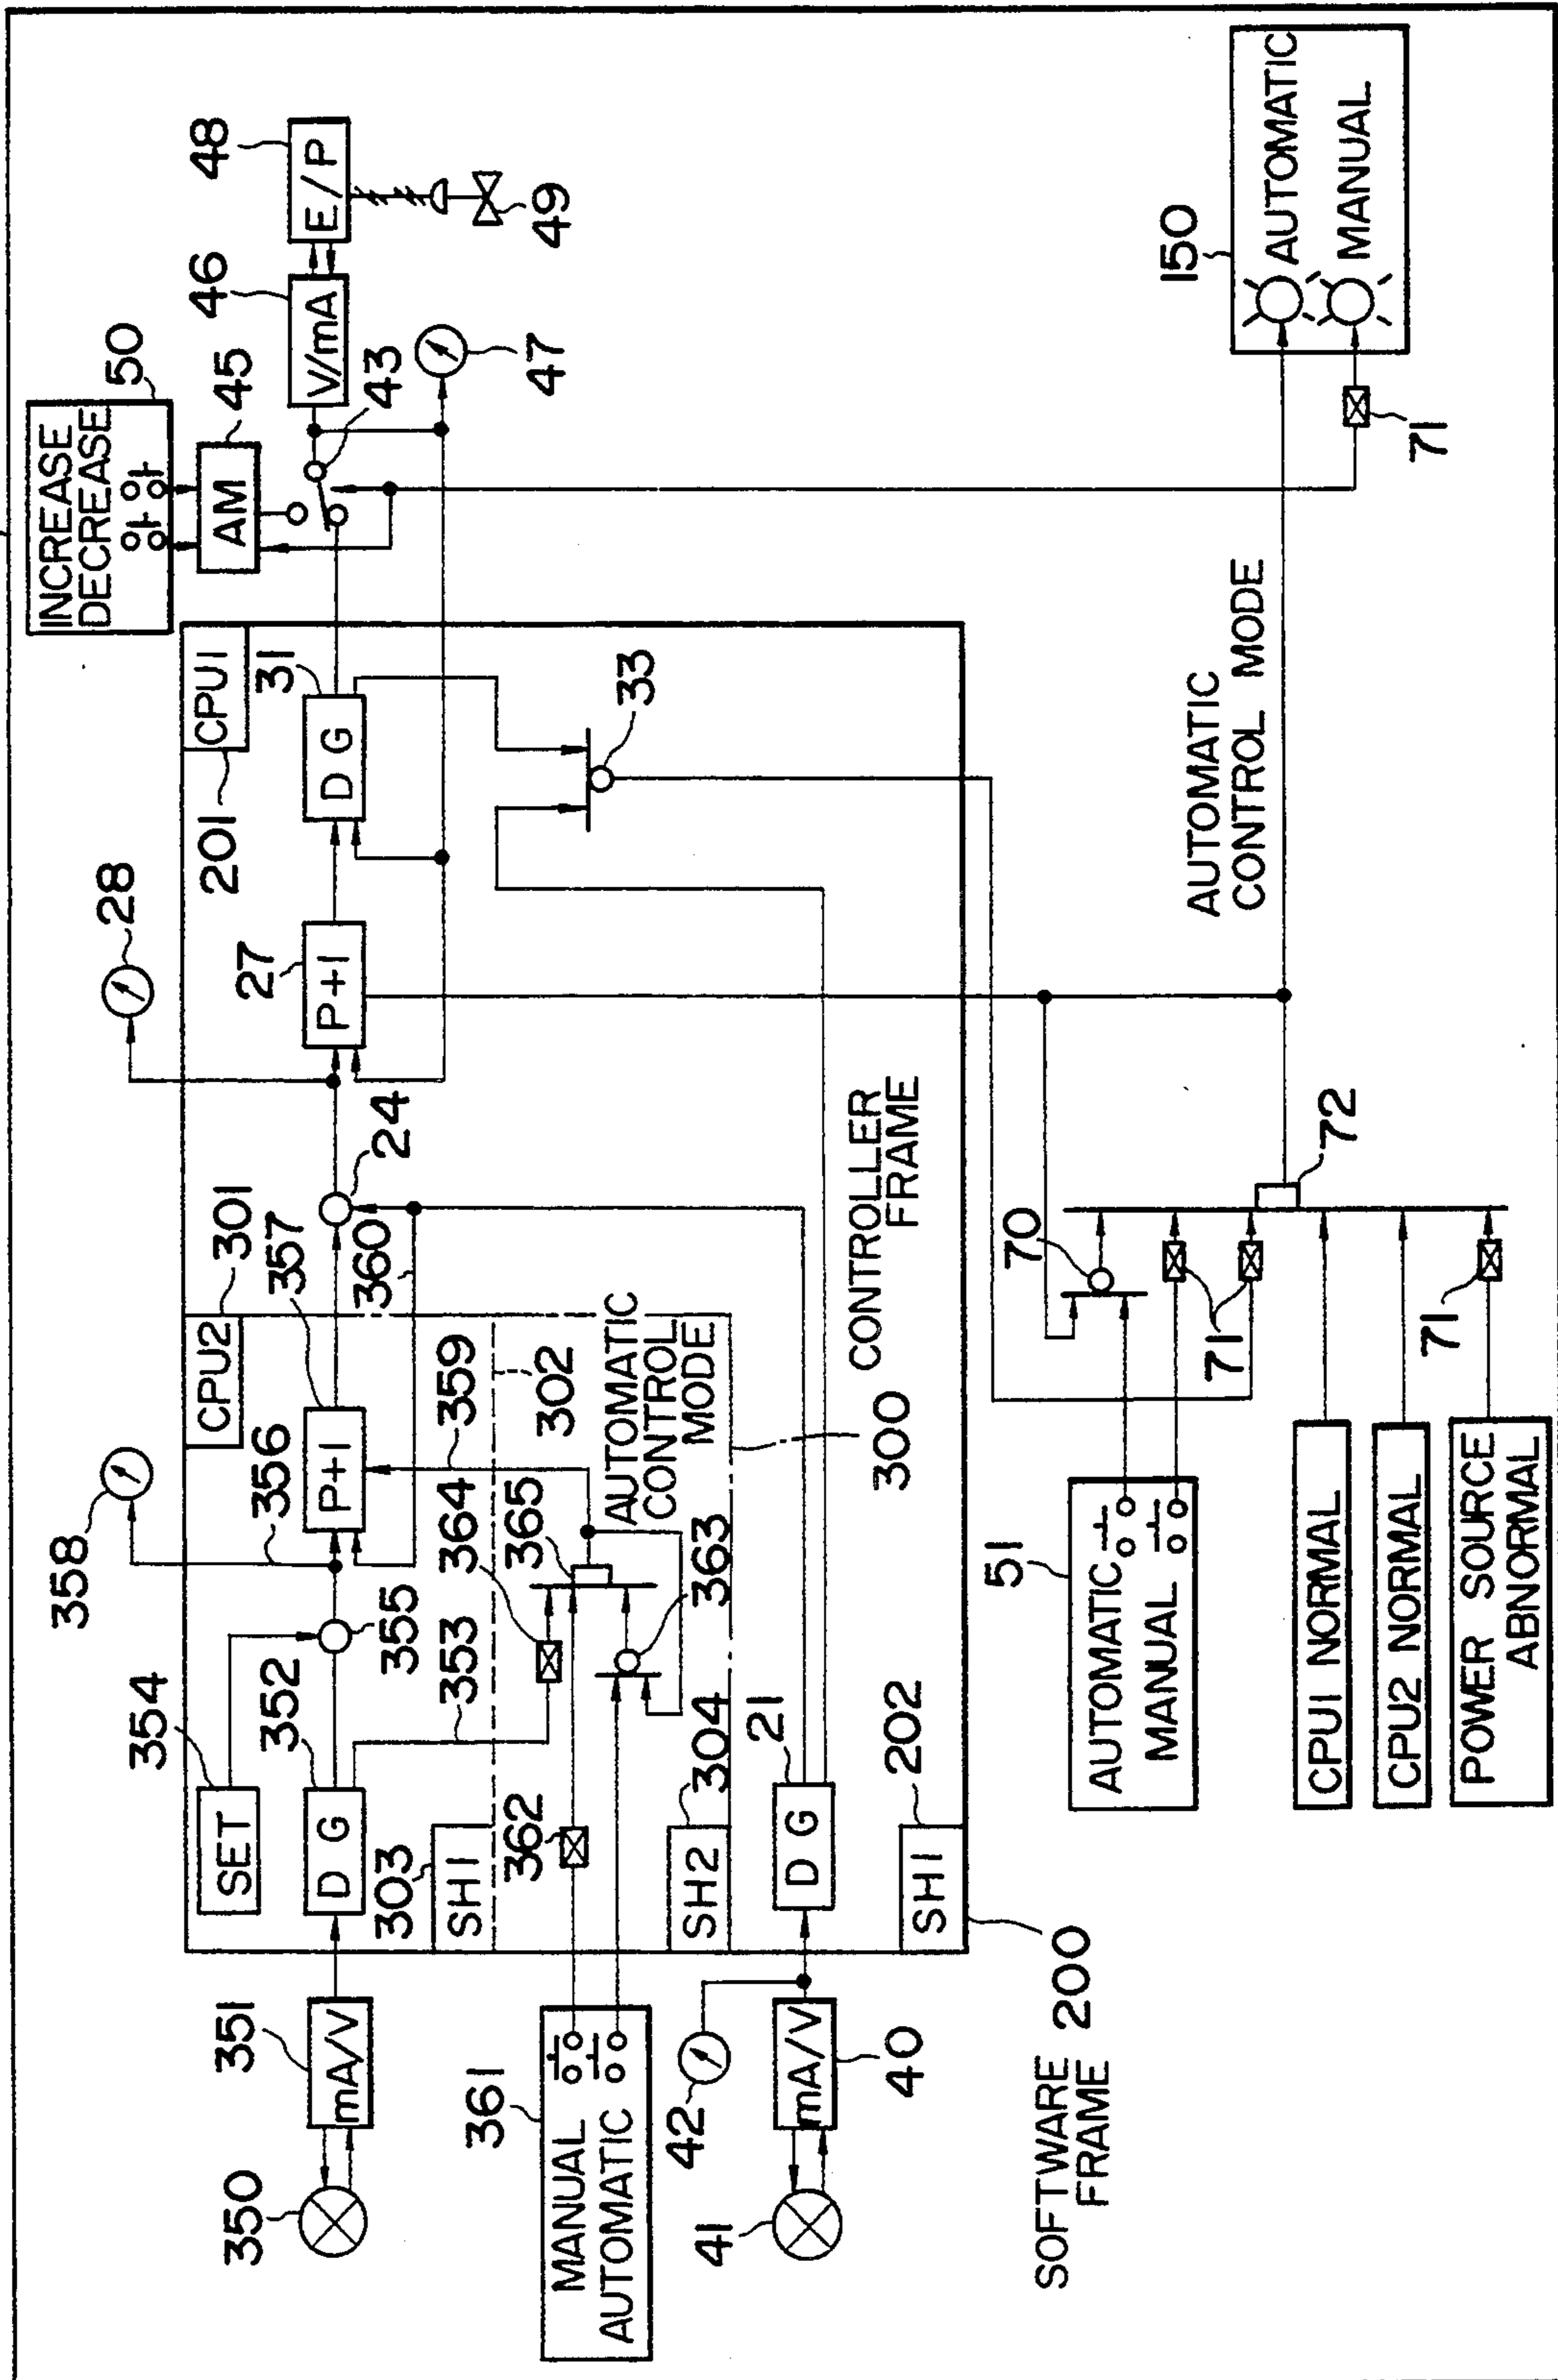 INCREASE
DECREASE
50
45
AM
48
E/P
46
V/mA
49
43
47
28
201
CPU1
31
D G
27
P+I
33
24
301
CPU2
357
360
358
356
P+I
354
352
355
SET
D G
351
mA/V
350
359
302
364
365
353
AUTOMATIC
CONTROL
MODE
363
303
SH1
362
304
SH2
300
CONTROLLER
FRAME
361
MANUAL
AUTOMATIC
42
41
mA/V
40
21
D G
202
SH1
SOFTWARE
FRAME
200
AUTOMATIC
CONTROL MODE
150
AUTOMATIC
MANUAL
71
70
71
72
71
51
AUTOMATIC
MANUAL
CPU1 NORMAL
CPU2 NORMAL
POWER SOURCE
ABNORMAL